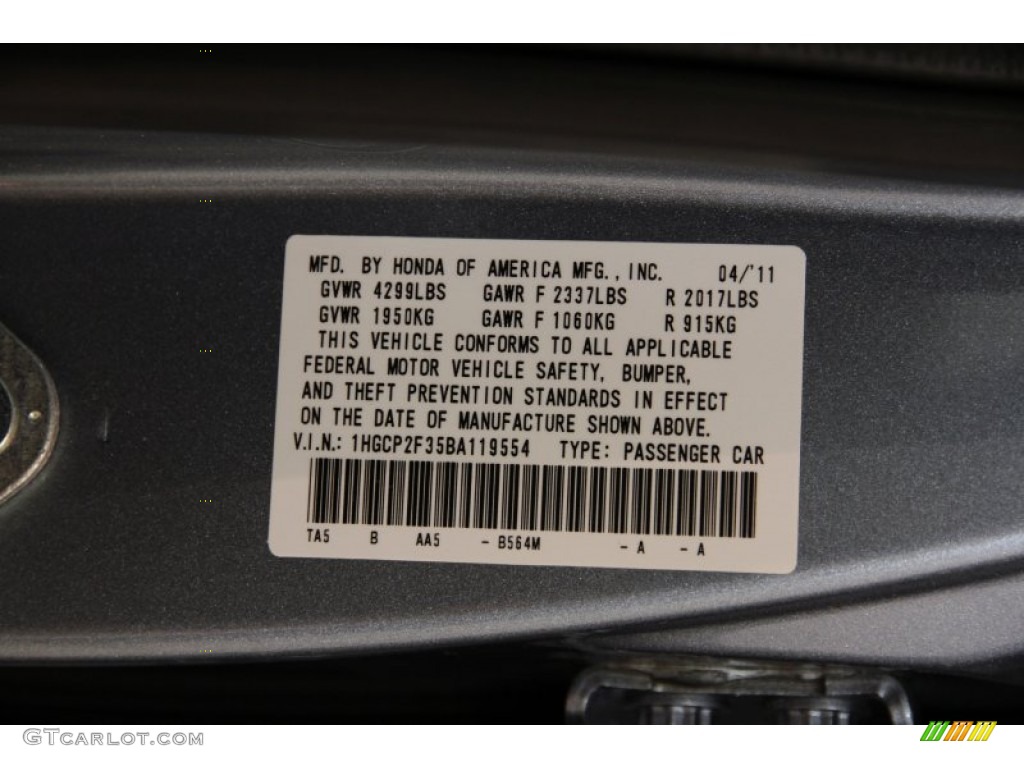 MFD. BY HONDA OF AMERICA MFG., INC. 04/'11
GVWR 4299LBS GAWR F 2337LBS R 2017LBS
GVWR 1950KG GAWR F 1060KG R 915KG
THIS VEHICLE CONFORMS TO ALL APPLICABLE
FEDERAL MOTOR VEHICLE SAFETY, BUMPER,
AND THEFT PREVENTION STANDARDS IN EFFECT
ON THE DATE OF MANUFACTURE SHOWN ABOVE.
V.I.N.: 1HGCP2F35BA119554 TYPE: PASSENGER CAR
TA5 B AA5 - B564M - A - A
GTCarlot.com